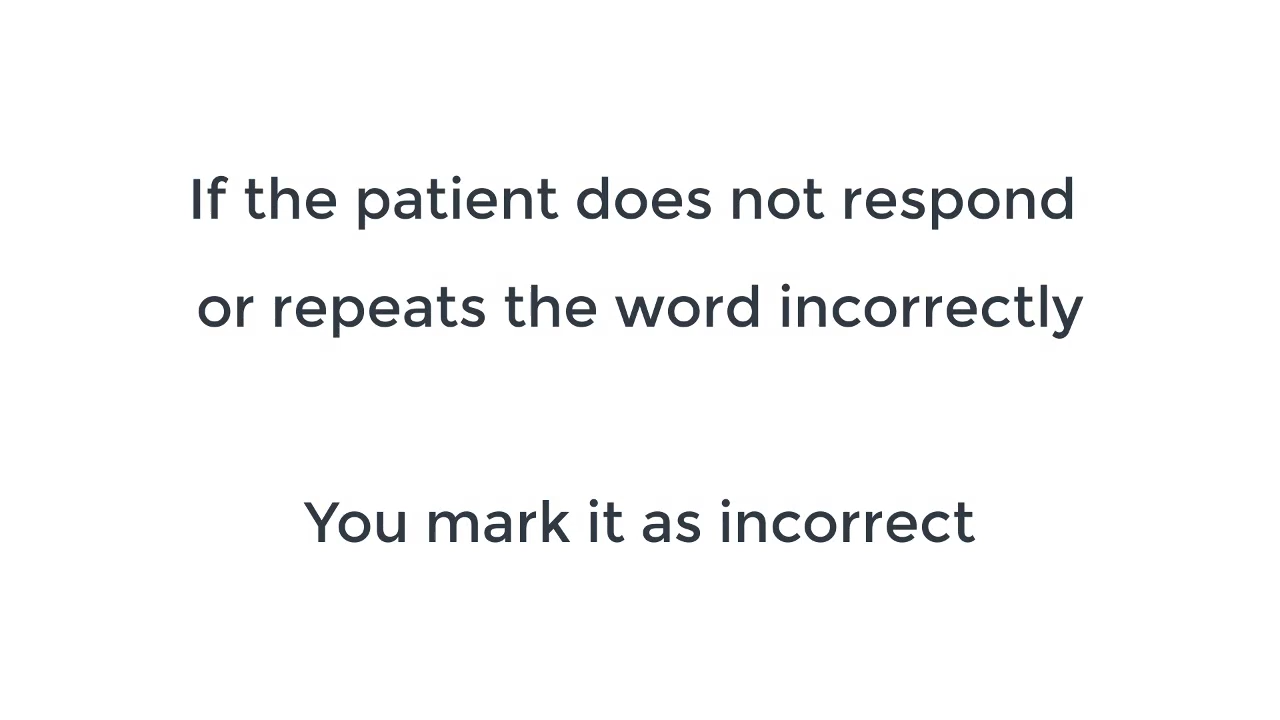 If the patient does not respond
or repeats the word incorrectly
You mark it as incorrect